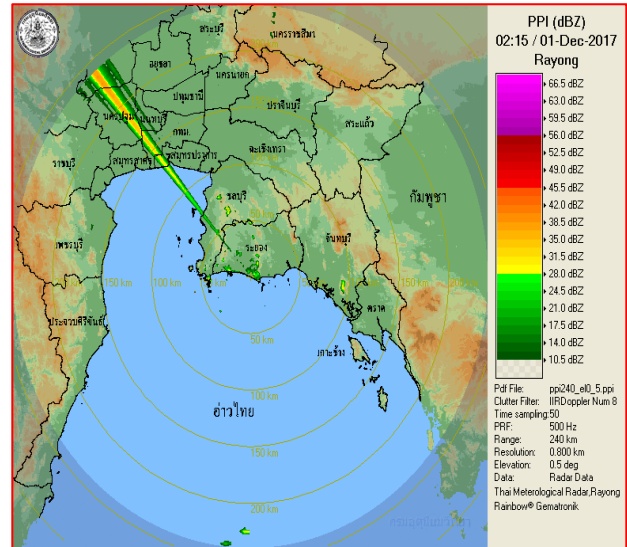 PPI (dBZ)
02:15 / 01-Dec-2017
Rayong
66.5 dBZ
63.0 dBZ
59.5 dBZ
56.0 dBZ
52.5 dBZ
49.0 dBZ
45.5 dBZ
42.0 dBZ
38.5 dBZ
35.0 dBZ
31.5 dBZ
28.0 dBZ
24.5 dBZ
21.0 dBZ
17.5 dBZ
14.0 dBZ
10.5 dBZ
Pdf File: ppi240_el0_5.ppi
Clutter Filter: IIRDoppler Num 8
Time sampling:50
PRF: 500 Hz
Range: 240 km
Resolution: 0.800 km
Elevation: 0.5 deg
Data: Radar Data
Thai Meterological Radar,Rayong
Rainbow® Gematronik
สระบุรี
นครราชสีมา
อยุธยา
นครนายก
ปทุมธานี
ปราจีนบุรี
นครปฐม
นนทบุรี
สระแก้ว
กทม.
ฉะเชิงเทรา
สมุทรปราการ
ราชบุรี
กัมพูชา
ชลบุรี
เพชรบุรี
ระยอง
จันทบุรี
150 km
100 km
ตราด
ประจวบคีรีขันธ์
50 km
เกาะช้าง
100 km
อ่าวไทย
150 km
200 km